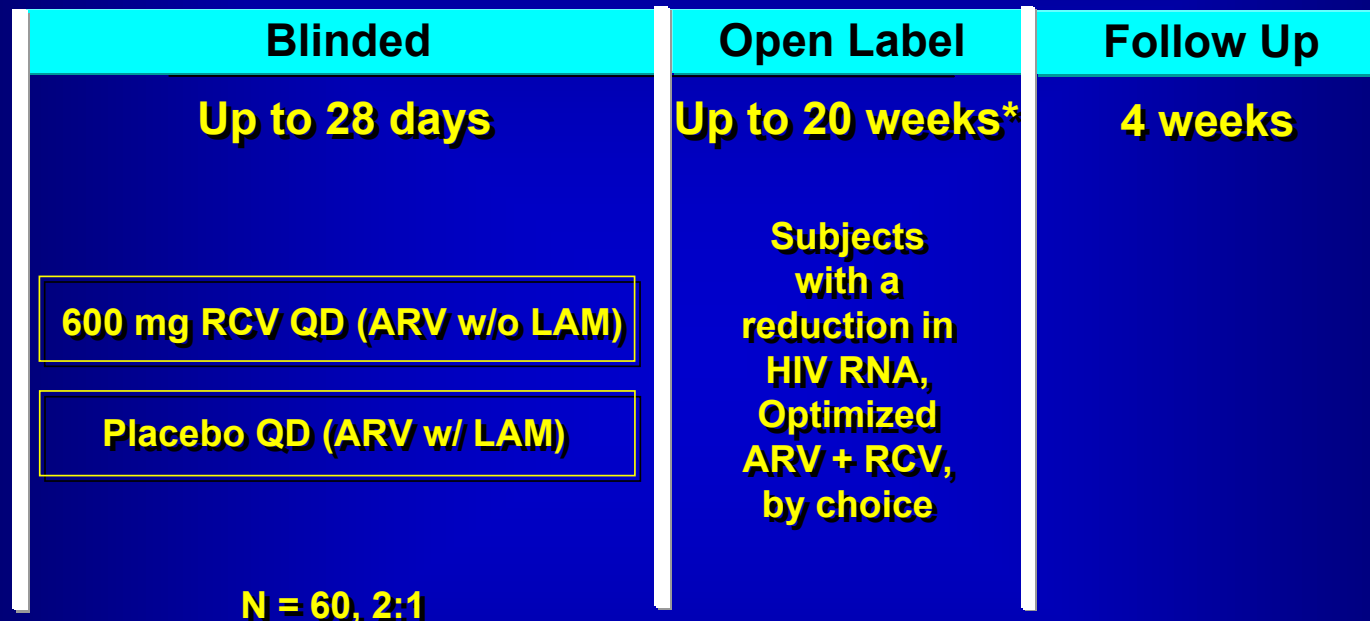 Blinded
Up to 28 days
600 mg RCV QD (ARV w/o LAM)
Placebo QD (ARV w/ LAM)
N = 60, 2:1
Open Label
Up to 20 weeks*
Subjects
with a
reduction in
HIV RNA,
Optimized
ARV + RCV,
by choice
Follow Up
4 weeks